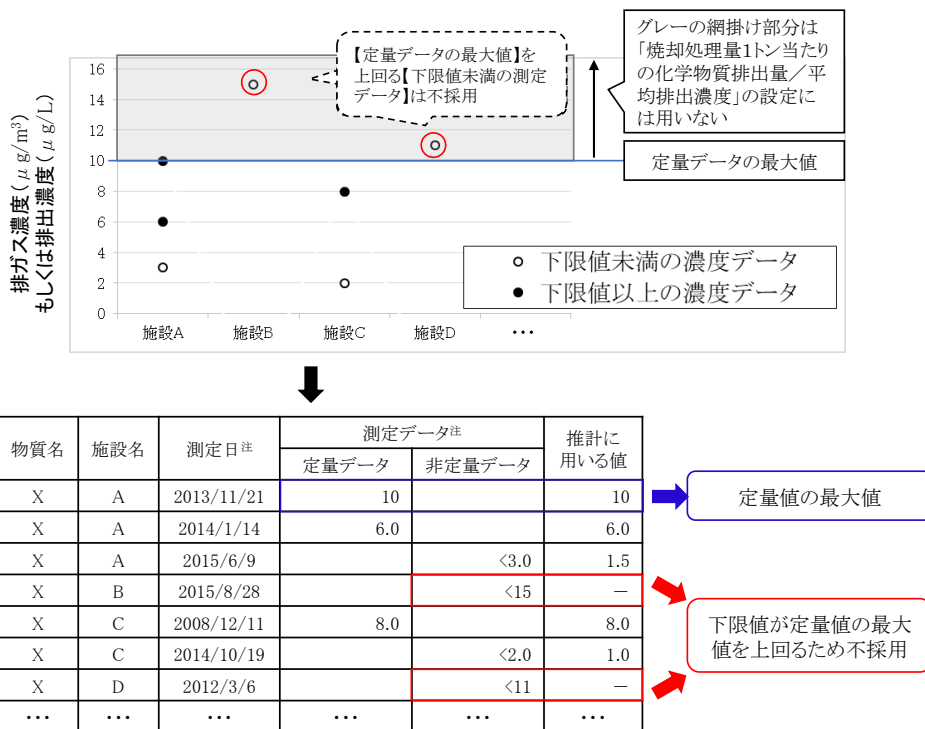 グレーの網掛け部分は
「焼却処理量1トン当たり
の化学物質排出量／平
均排出濃度」の設定に
は用いない
【定量データの最大値】を
上回る【下限値未満の測定
データ】は不採用
定量データの最大値
排ガス濃度(μg/m³)
もしくは排出濃度(μg/L)
16
14
12
10
8
6
4
2
0
施設A 施設B 施設C 施設D ･･･
○ 下限値未満の濃度データ
● 下限値以上の濃度データ
物質名 施設名 測定日注 測定データ注 推計に
用いる値
定量データ 非定量データ
X A 2013/11/21 10 10
X A 2014/1/14 6.0 6.0
X A 2015/6/9 <3.0 1.5
X B 2015/8/28 <15 －
X C 2008/12/11 8.0 8.0
X C 2014/10/19 <2.0 1.0
X D 2012/3/6 <11 －
… … … … … …
定量値の最大値
下限値が定量値の最大
値を上回るため不採用